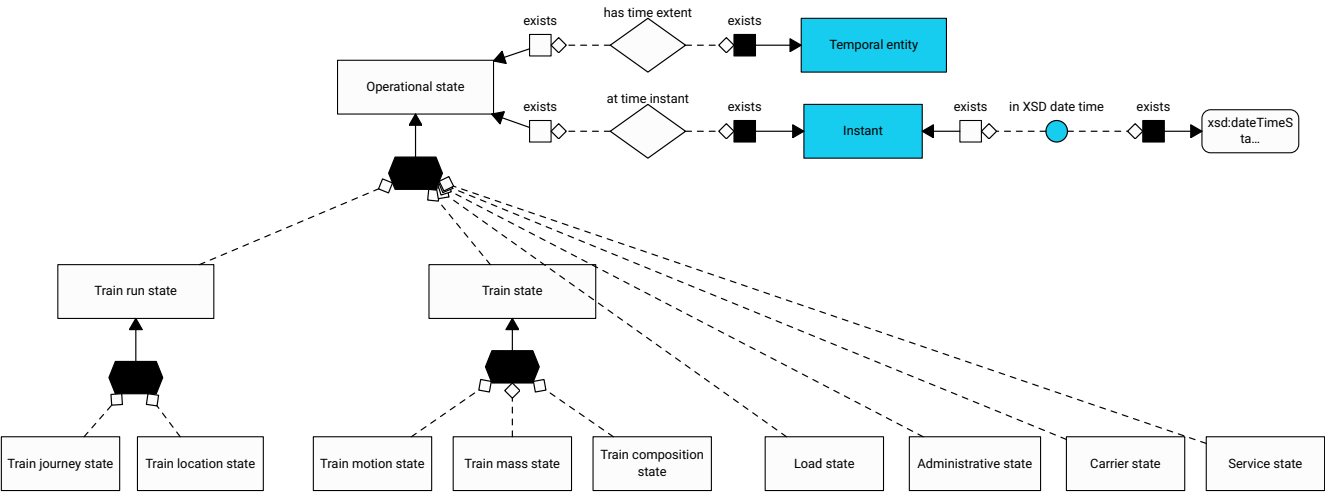 has time extent
exists
exists
Temporal entity
Operational state
exists
at time instant
exists
Instant
exists
in XSD date time
exists
xsd:dateTimeS
ta...
Train run state
Train state
Train journey state
Train location state
Train motion state
Train mass state
Train composition
state
Load state
Administrative state
Carrier state
Service state